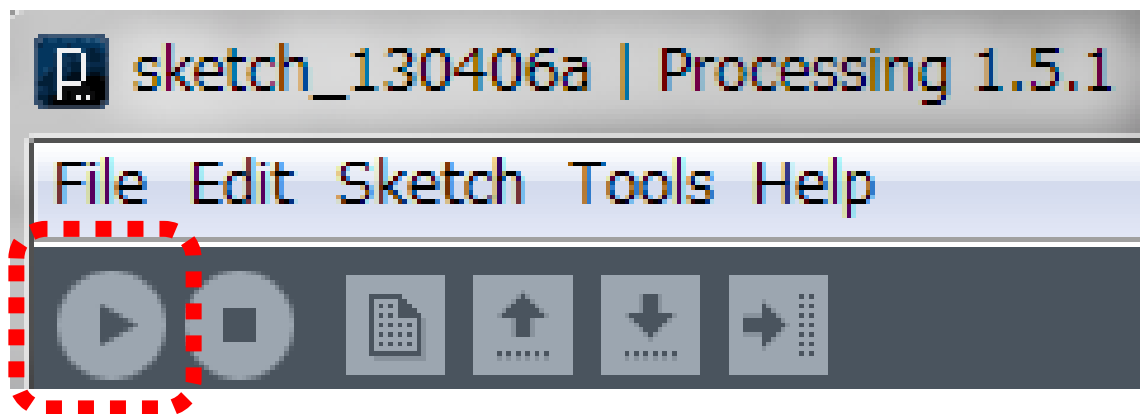 sketch_130406a | Processing 1.5.1
File Edit Sketch Tools Help